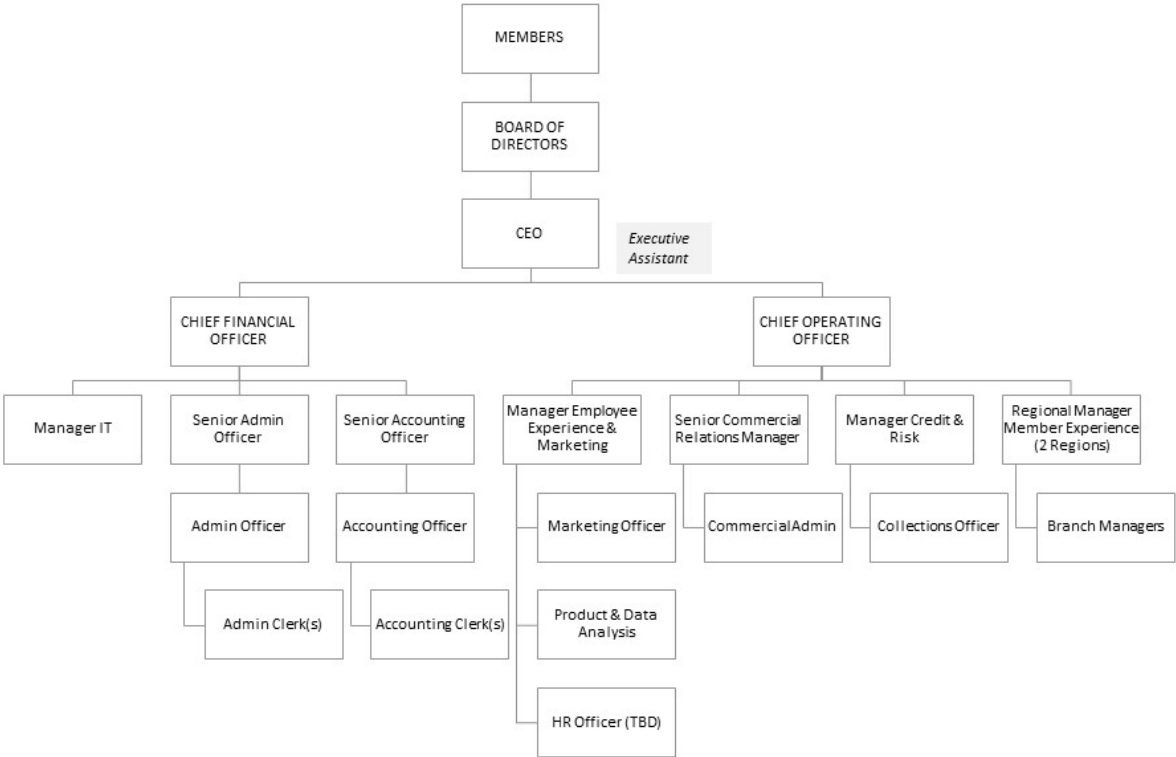 MEMBERS
BOARD OF
DIRECTORS
CEO
Executive
Assistant
CHIEF FINANCIAL
OFFICER
CHIEF OPERATING
OFFICER
Manager IT
Senior Admin
Officer
Senior Accounting
Officer
Manager Employee
Experience &
Marketing
Senior Commercial
Relations Manager
Manager Credit &
Risk
Regional Manager
Member Experience
(2 Regions)
Admin Officer
Accounting Officer
Marketing Officer
Commercial Admin
Collections Officer
Branch Managers
Admin Clerk(s)
Accounting Clerk(s)
Product & Data
Analysis
HR Officer (TBD)